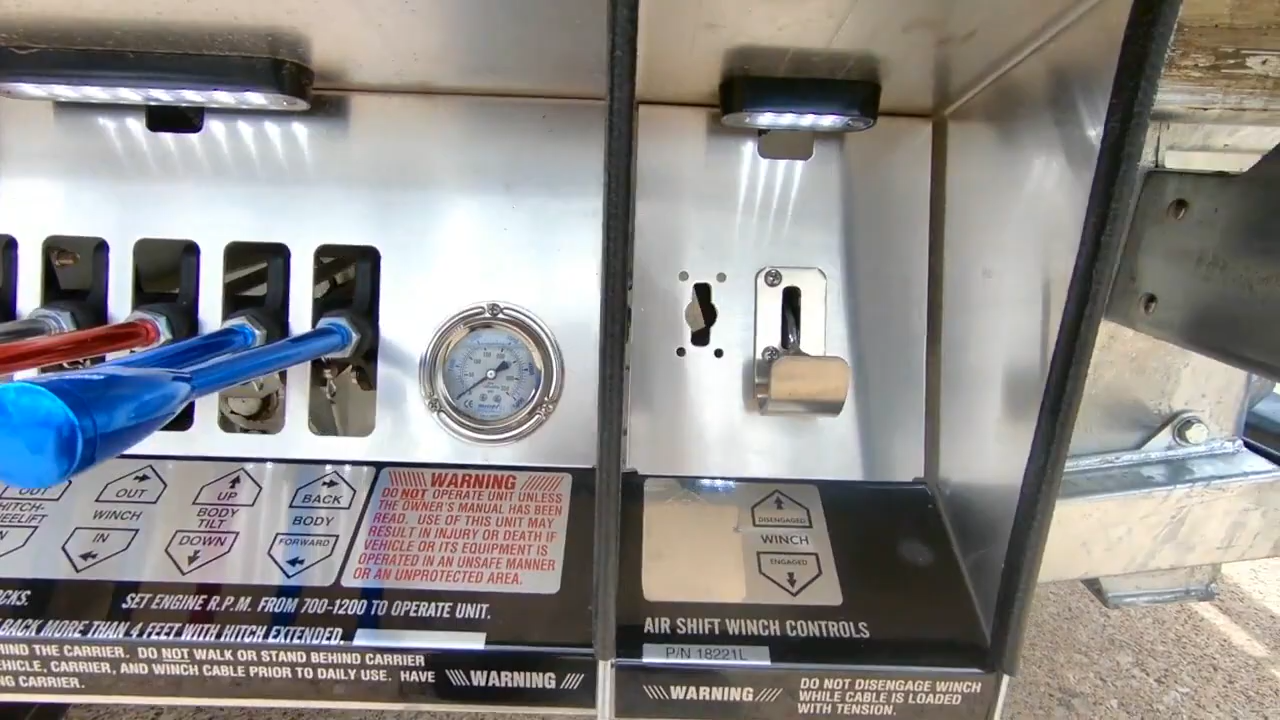 OUT
HITCH-
WHEELIFT
IN
OUT
WINCH
IN
UP
BODY
TILT
DOWN
BACK
BODY
FORWARD
WARNING
DO NOT OPERATE UNIT UNLESS
THE OWNER'S MANUAL HAS BEEN
READ. USE OF THIS UNIT MAY
RESULT IN INJURY OR DEATH IF
VEHICLE OR ITS EQUIPMENT IS
OPERATED IN AN UNSAFE MANNER
OR AN UNPROTECTED AREA.
SET ENGINE R.P.M. FROM 700-1200 TO OPERATE UNIT.
BACK MORE THAN 4 FEET WITH HITCH EXTENDED.
THE CARRIER. DO NOT WALK OR STAND BEHIND CARRIER
CARRIER, AND WINCH CABLE PRIOR TO DAILY USE. HAVE
CARRIER.
WARNING
DISENGAGED
WINCH
ENGAGED
AIR SHIFT WINCH CONTROLS
P/N 18221L
WARNING
DO NOT DISENGAGE WINCH
WHILE CABLE IS LOADED
WITH TENSION.